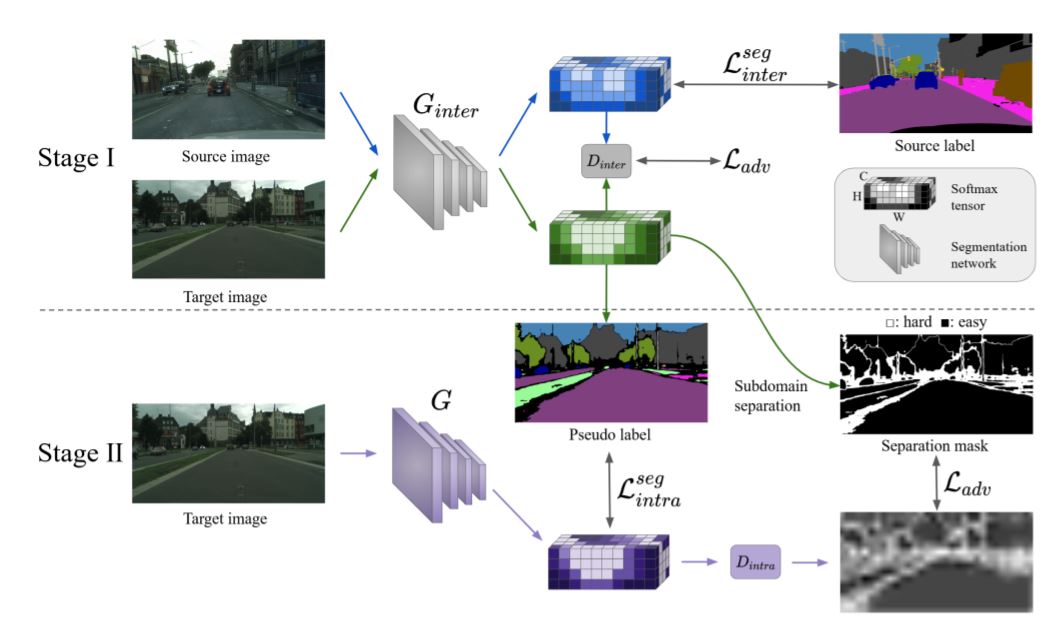 Stage I
Source image
Target image
G_{inter}
D_{inter}
\mathcal{L}^{seg}_{inter}
\mathcal{L}_{adv}
Source label
C
H
W
Softmax
tensor
Segmentation
network
□: hard ■: easy
Subdomain
separation
Pseudo label
Separation mask
Stage II
Target image
G
\mathcal{L}^{seg}_{intra}
\mathcal{L}_{adv}
D_{intra}